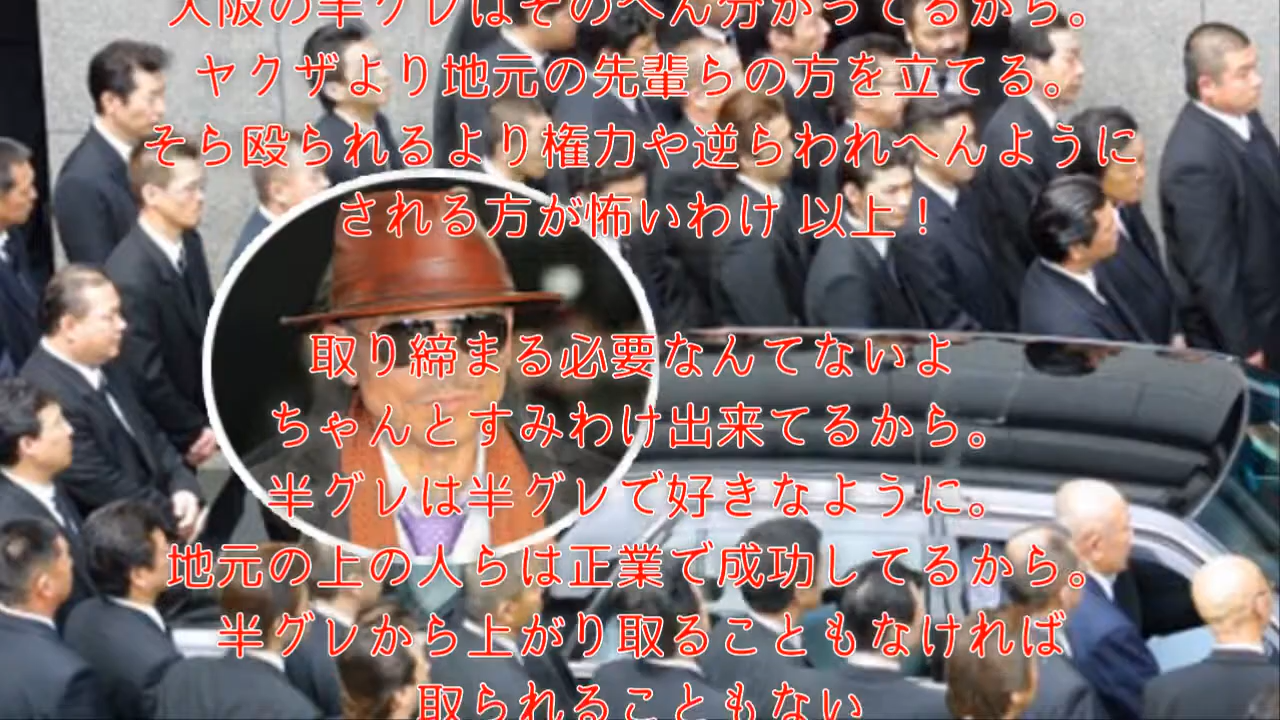 大阪の半グレはそのへん分かってるから。
ヤクザより地元の先輩らの方を立てる。
そら殴られるより権力や逆らわれへんように
される方が怖いわけ 以上！
取り締まる必要なんてないよ
ちゃんとすみわけ出来てるから。
半グレは半グレで好きなように。
地元の上の人らは正業で成功してるから。
半グレから上がり取ることもなければ
取られることもない